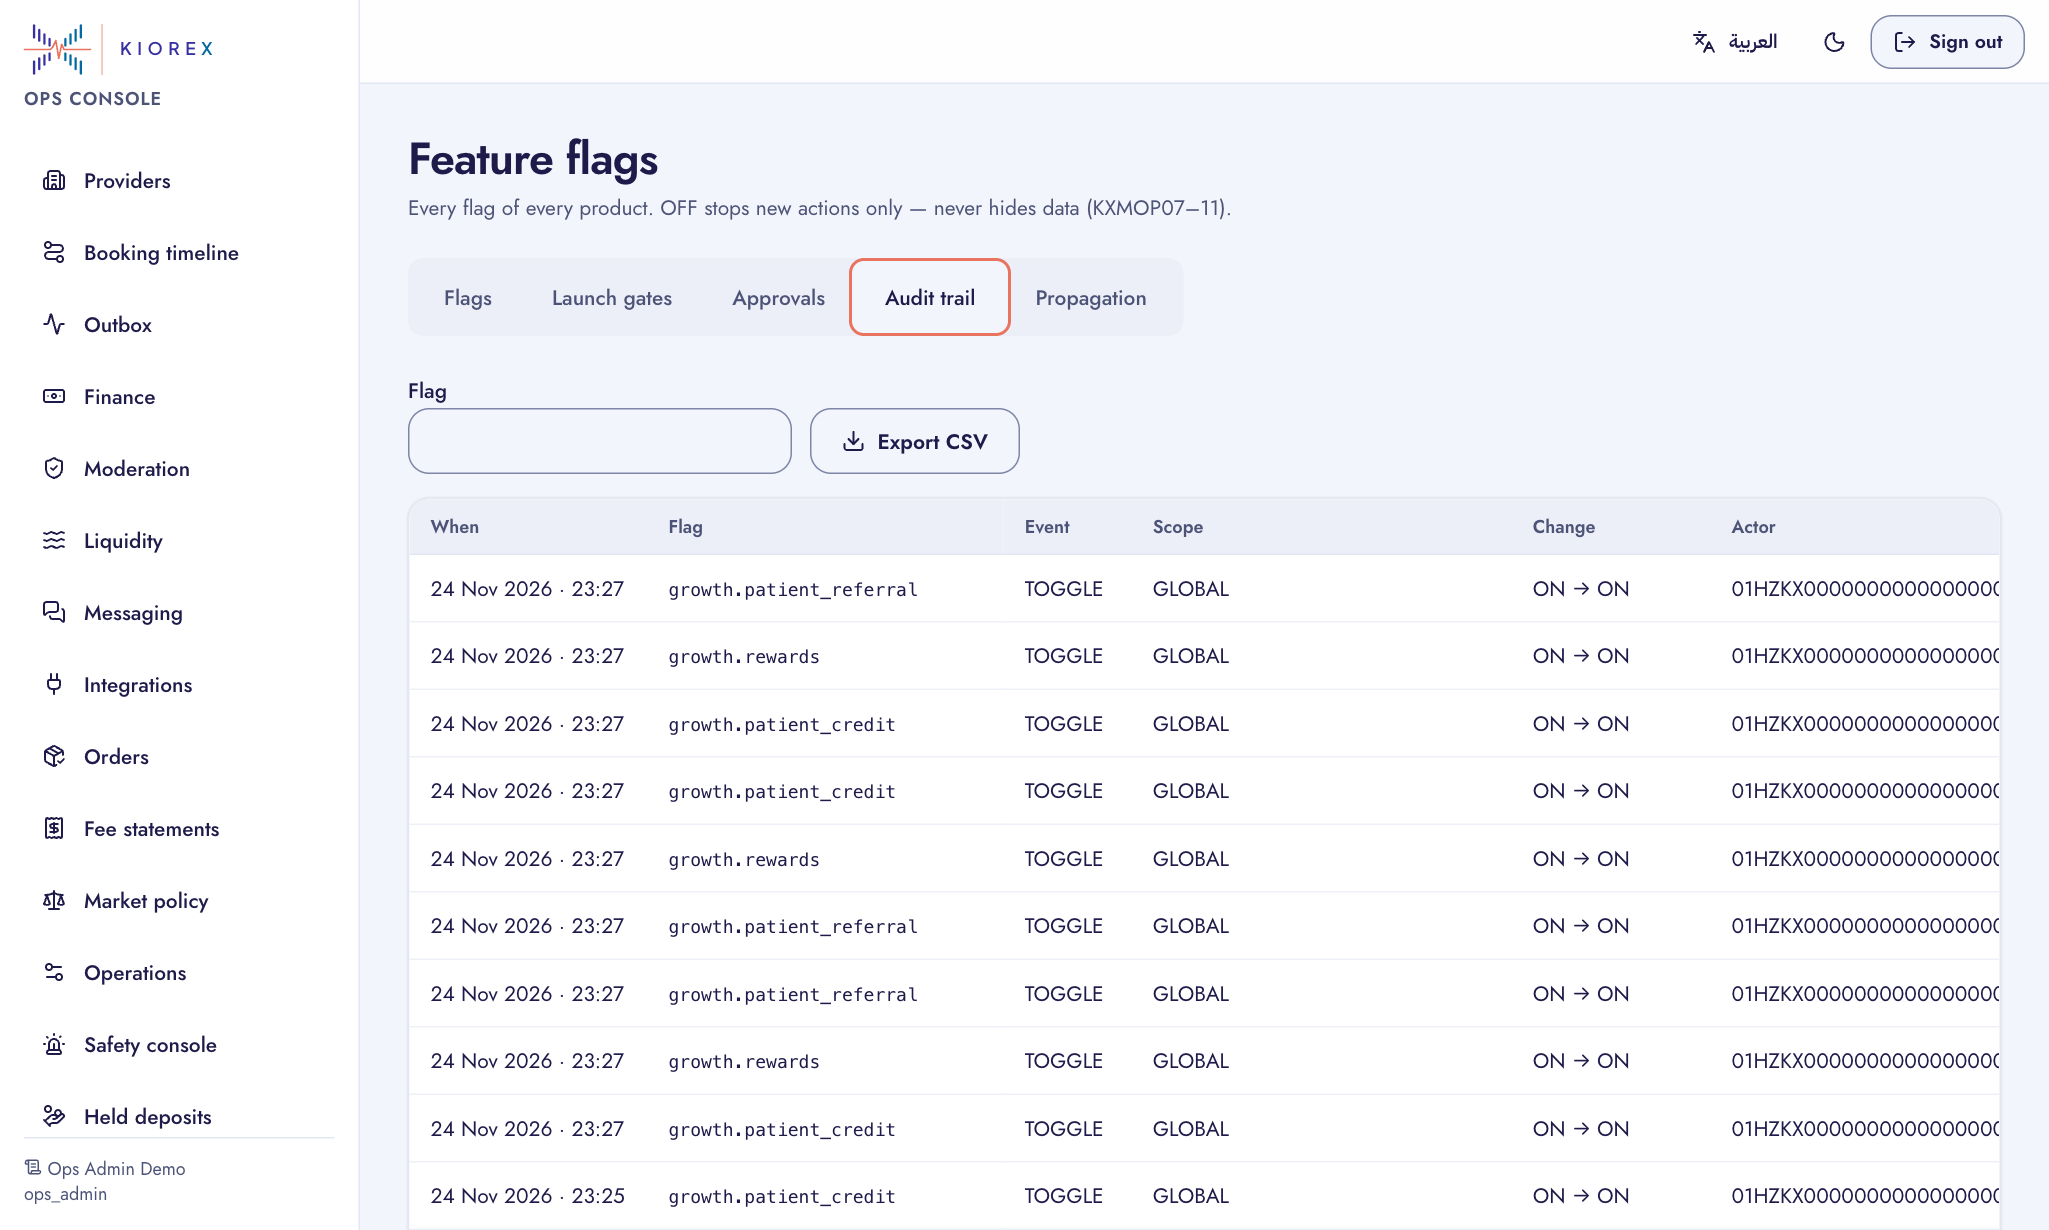 KIOREX
OPS CONSOLE
Providers
Booking timeline
Outbox
Finance
Moderation
Liquidity
Messaging
Integrations
Orders
Fee statements
Market policy
Operations
Safety console
Held deposits
Ops Admin Demo
ops_admin
العربية
Sign out
Feature flags
Every flag of every product. OFF stops new actions only — never hides data (KXMOP07–11).
Flags Launch gates Approvals Audit trail Propagation
Flag
Export CSV
When Flag Event Scope Change Actor
24 Nov 2026 · 23:27 growth.patient_referral TOGGLE GLOBAL ON → ON
24 Nov 2026 · 23:27 growth.rewards TOGGLE GLOBAL ON → ON
24 Nov 2026 · 23:27 growth.patient_credit TOGGLE GLOBAL ON → ON
24 Nov 2026 · 23:27 growth.patient_credit TOGGLE GLOBAL ON → ON
24 Nov 2026 · 23:27 growth.rewards TOGGLE GLOBAL ON → ON
24 Nov 2026 · 23:27 growth.patient_referral TOGGLE GLOBAL ON → ON
24 Nov 2026 · 23:27 growth.patient_referral TOGGLE GLOBAL ON → ON
24 Nov 2026 · 23:27 growth.rewards TOGGLE GLOBAL ON → ON
24 Nov 2026 · 23:27 growth.patient_credit TOGGLE GLOBAL ON → ON
24 Nov 2026 · 23:25 growth.patient_credit TOGGLE GLOBAL ON → ON